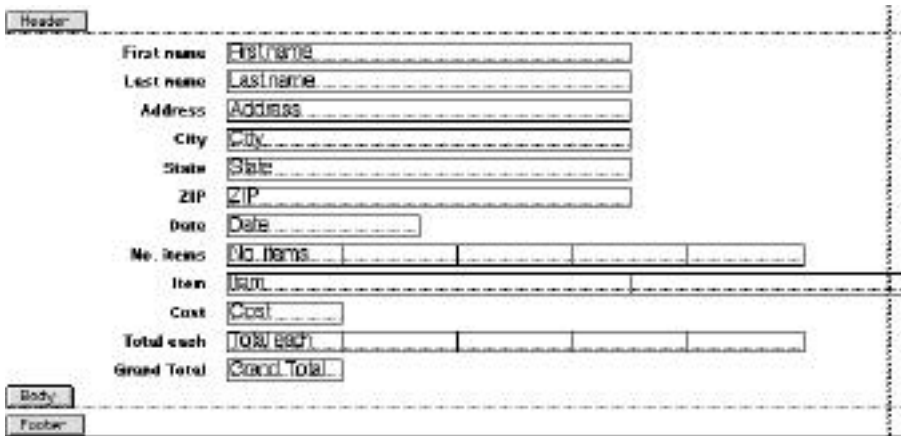 Header
First name First name
Last name Last name
Address Address
City City
State State
ZIP ZIP
Date Date
No. items No. items
Item Item
Cost Cost
Total each Total each
Grand Total Grand Total
Body
Footer